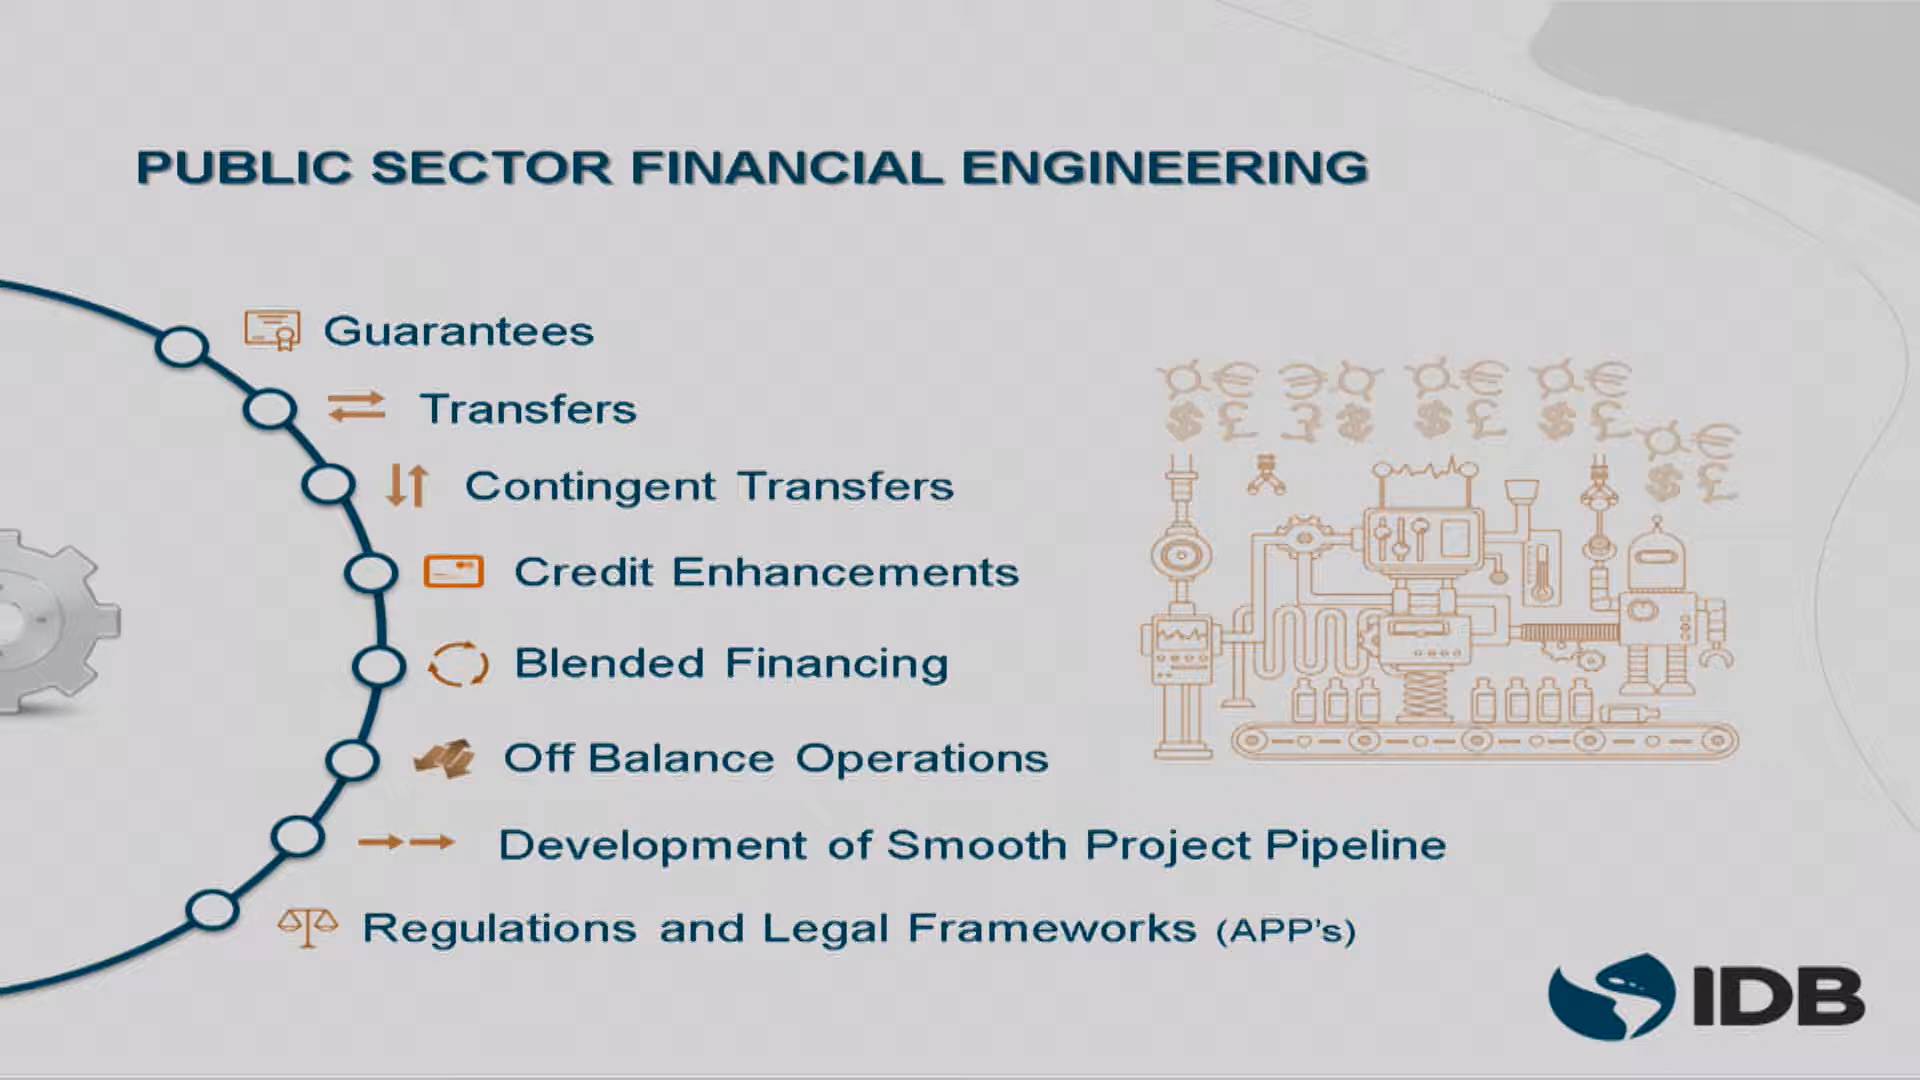 PUBLIC SECTOR FINANCIAL ENGINEERING
Guarantees
Transfers
Contingent Transfers
Credit Enhancements
Blended Financing
Off Balance Operations
Development of Smooth Project Pipeline
Regulations and Legal Frameworks (APP's)
IDB